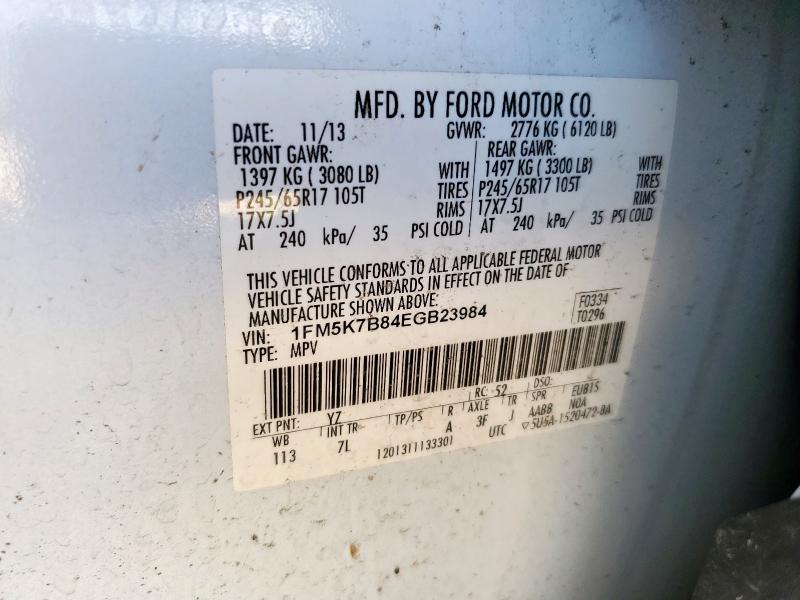 MFD. BY FORD MOTOR CO.
DATE: 11/13 GVWR: 2776 KG ( 6120 LB)
FRONT GAWR: REAR GAWR:
1397 KG ( 3080 LB) WITH 1497 KG ( 3300 LB) WITH
P245/65R17 105T TIRES P245/65R17 105T TIRES
17X7.5J RIMS 17X7.5J RIMS
AT 240 kPa/ 35 PSI COLD AT 240 kPa/ 35 PSI COLD
THIS VEHICLE CONFORMS TO ALL APPLICABLE FEDERAL MOTOR
VEHICLE SAFETY STANDARDS IN EFFECT ON THE DATE OF
MANUFACTURE SHOWN ABOVE.
F0334
VIN: 1FM5K7B84EGB23984 T0296
TYPE: MPV
EXT PNT: YZ RC: 52 DSO:
WB INT TR TP/PS R AXLE TR SPR EUB15
113 7L A 3F J AABB N0A
1201311133301 UTC ▽5U5A-1520472-BA